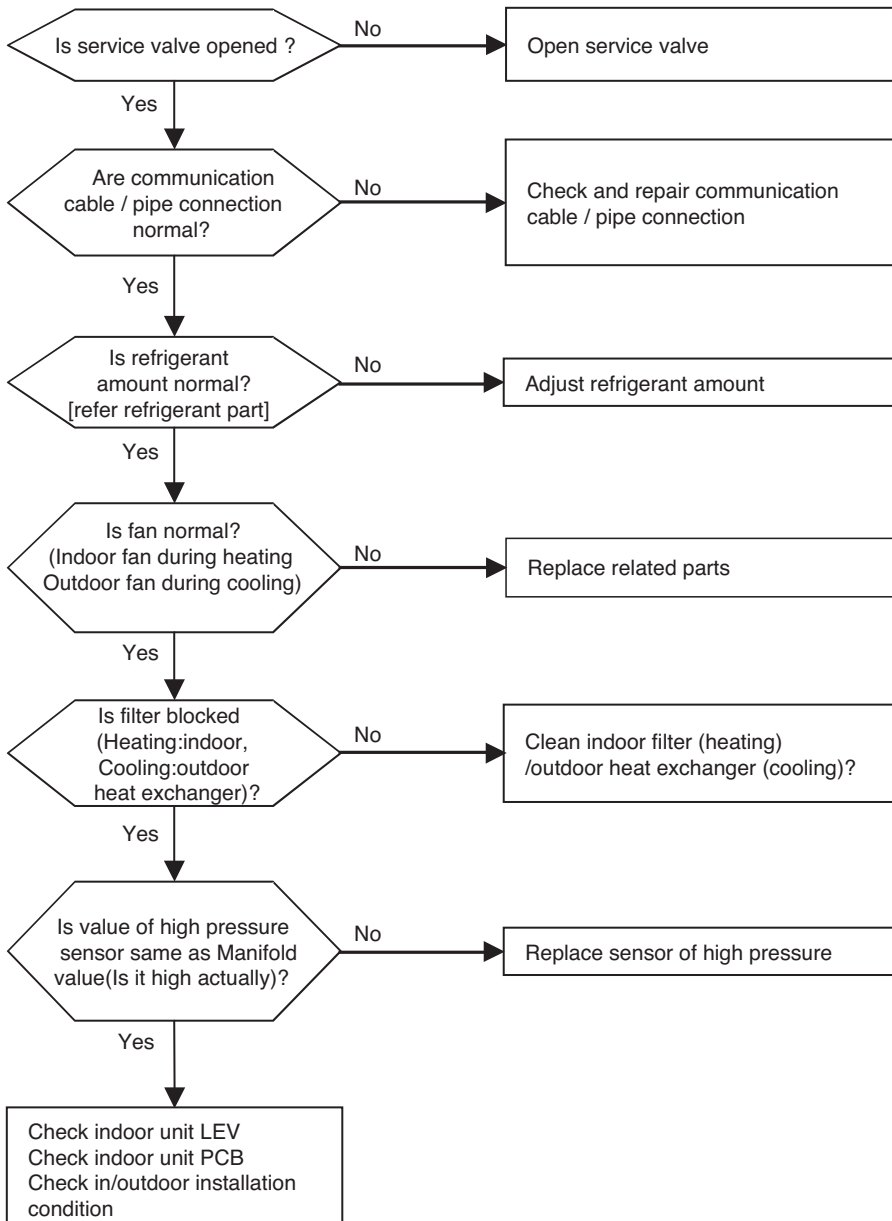 Is service valve opened ?
No
Open service valve
Yes
Are communication
cable / pipe connection
normal?
No
Check and repair communication
cable / pipe connection
Yes
Is refrigerant
amount normal?
[refer refrigerant part]
No
Adjust refrigerant amount
Yes
Is fan normal?
(Indoor fan during heating
Outdoor fan during cooling)
No
Replace related parts
Yes
Is filter blocked
(Heating:indoor,
Cooling:outdoor
heat exchanger)?
No
Clean indoor filter (heating)
/outdoor heat exchanger (cooling)?
Yes
Is value of high pressure
sensor same as Manifold
value(Is it high actually)?
No
Replace sensor of high pressure
Yes
Check indoor unit LEV
Check indoor unit PCB
Check in/outdoor installation
condition